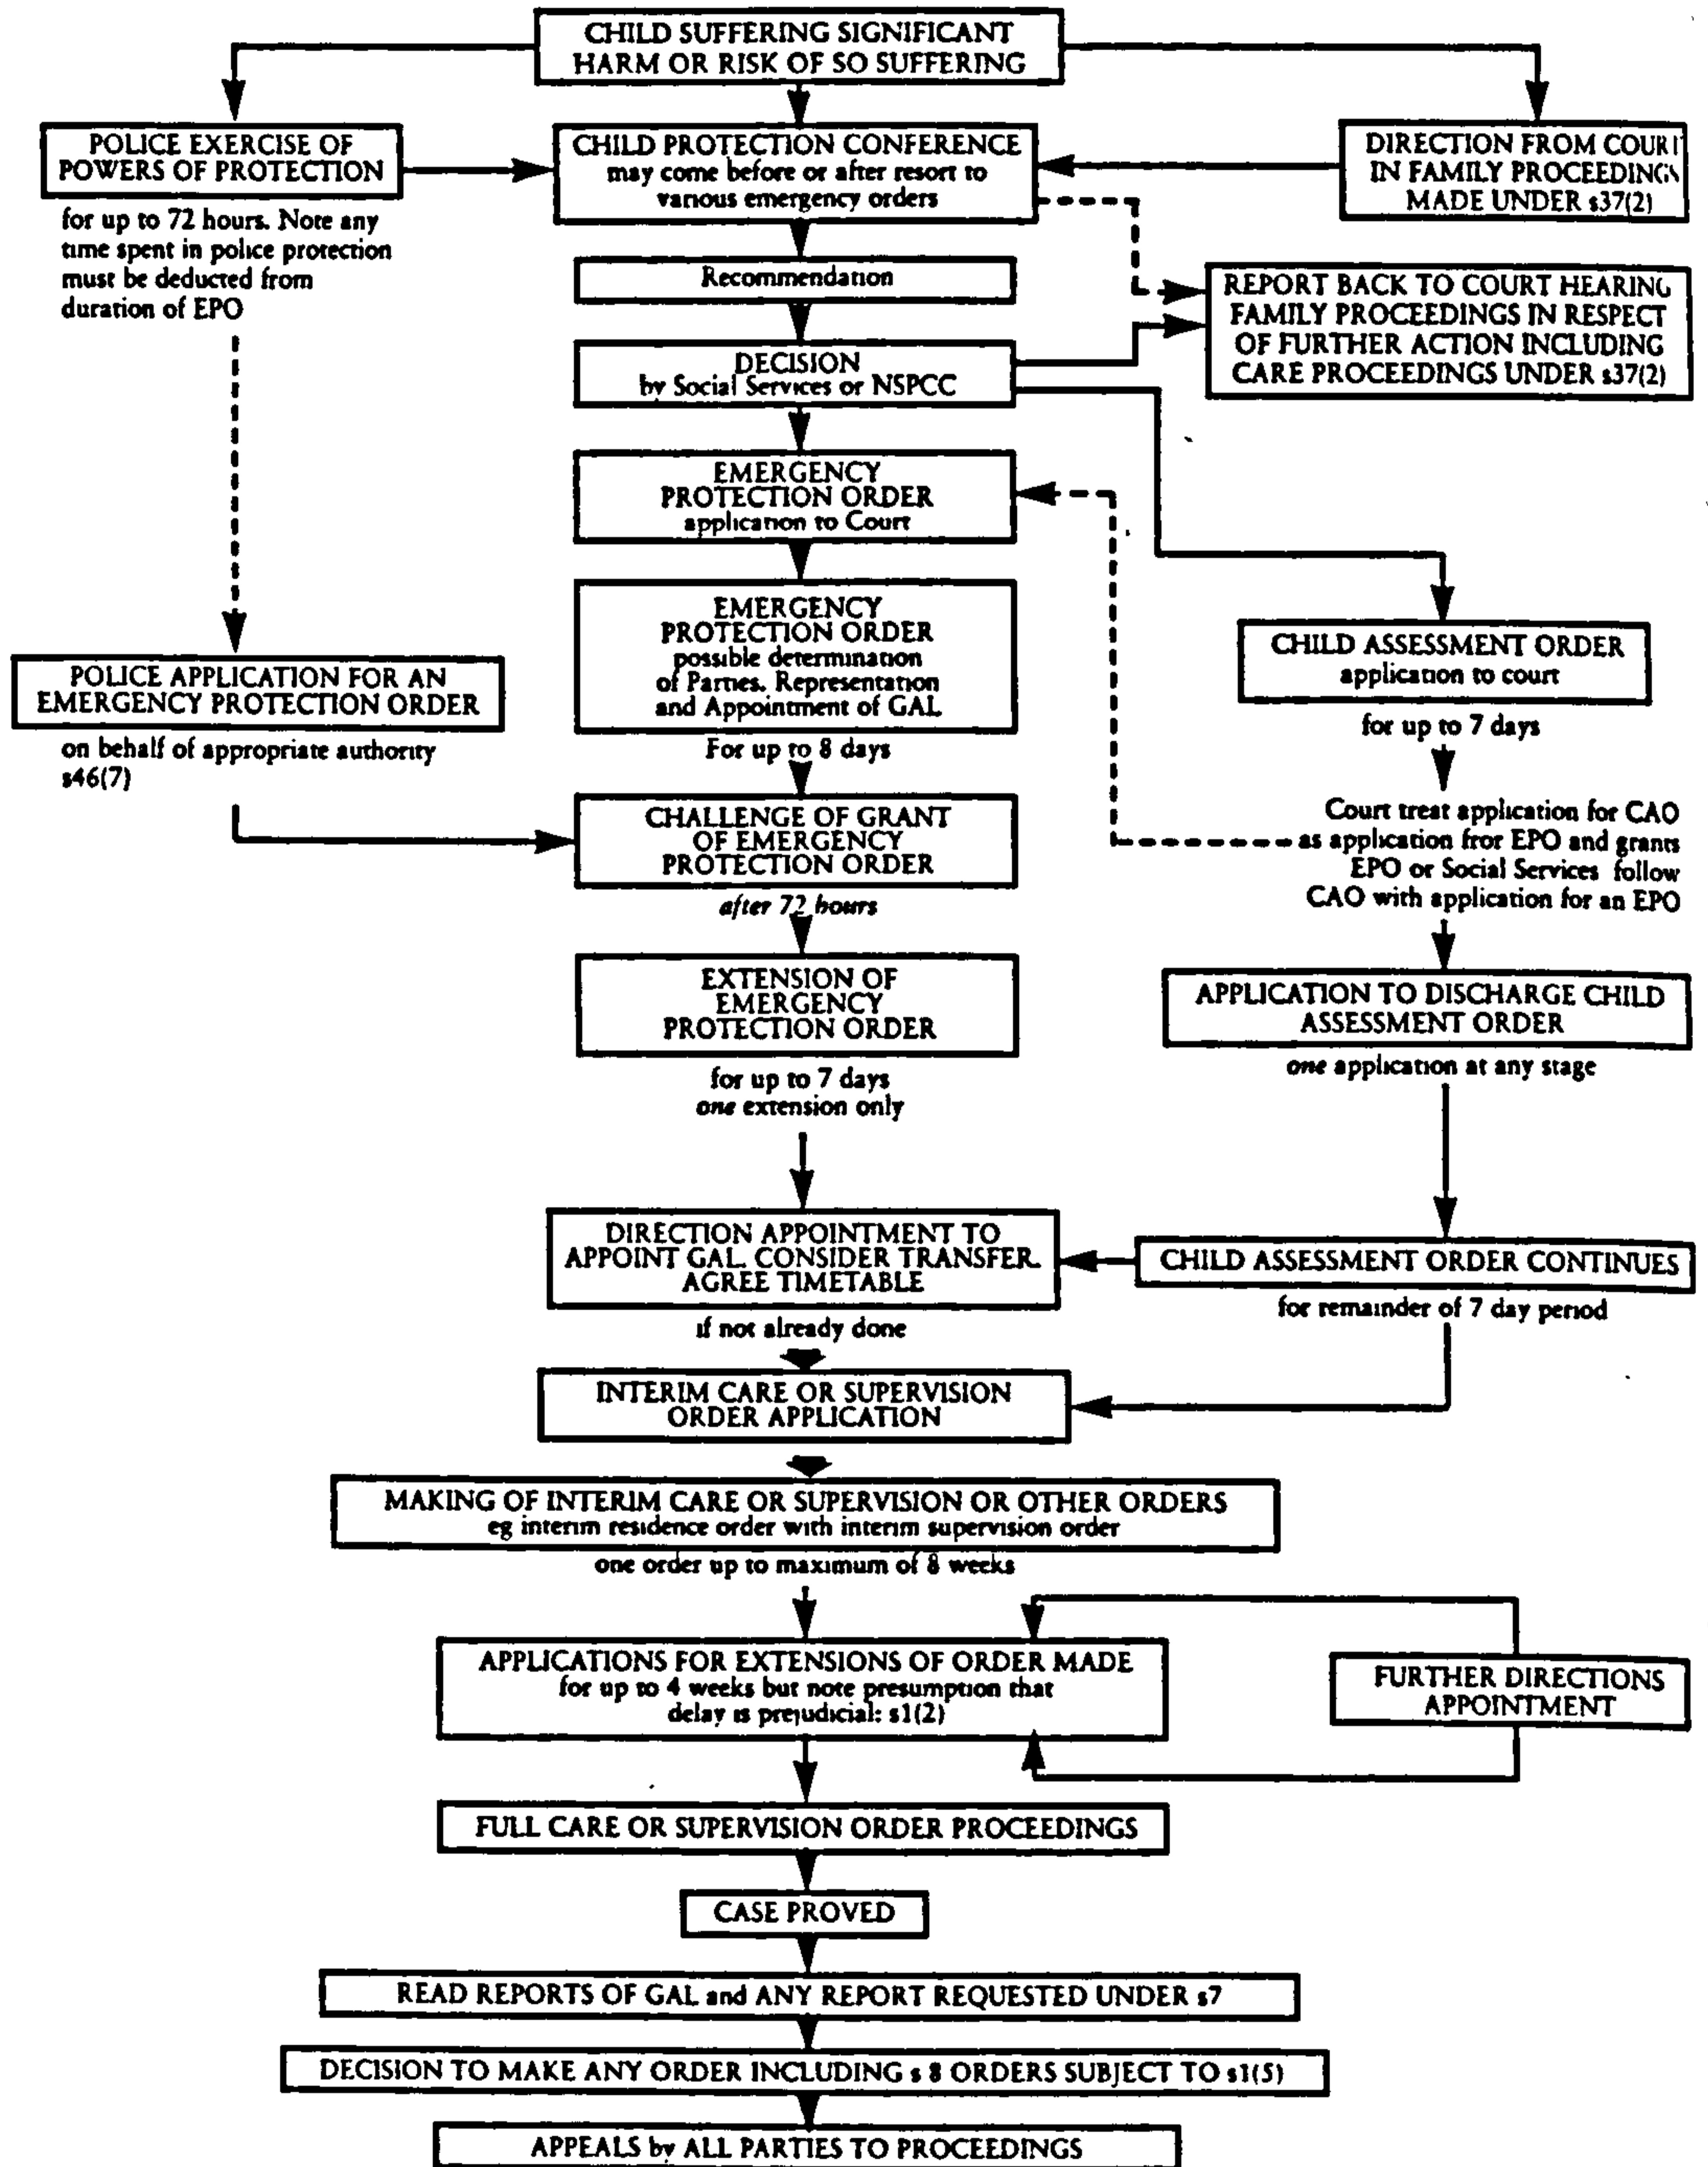 CHILD SUFFERING SIGNIFICANT
HARM OR RISK OF SO SUFFERING
POLICE EXERCISE OF
POWERS OF PROTECTION
for up to 72 hours. Note any
time spent in police protection
must be deducted from
duration of EPO
CHILD PROTECTION CONFERENCE
may come before or after resort to
various emergency orders
DIRECTION FROM COURT
IN FAMILY PROCEEDINGS
MADE UNDER s37(2)
Recommendation
REPORT BACK TO COURT HEARING
FAMILY PROCEEDINGS IN RESPECT
OF FURTHER ACTION INCLUDING
CARE PROCEEDINGS UNDER s37(2)
DECISION
by Social Services or NSPCC
EMERGENCY
PROTECTION ORDER
application to Court
EMERGENCY
PROTECTION ORDER
possible determination
of Parties. Representation
and Appointment of GAL
For up to 8 days
CHILD ASSESSMENT ORDER
application to court
for up to 7 days
POLICE APPLICATION FOR AN
EMERGENCY PROTECTION ORDER
on behalf of appropriate authority
s46(7)
CHALLENGE OF GRANT
OF EMERGENCY
PROTECTION ORDER
after 72 hours
Court treat application for CAO
as application fror EPO and grants
EPO or Social Services follow
CAO with application for an EPO
EXTENSION OF
EMERGENCY
PROTECTION ORDER
for up to 7 days
one extension only
APPLICATION TO DISCHARGE CHILD
ASSESSMENT ORDER
one application at any stage
DIRECTION APPOINTMENT TO
APPOINT GAL. CONSIDER TRANSFER.
AGREE TIMETABLE
if not already done
CHILD ASSESSMENT ORDER CONTINUES
for remainder of 7 day period
INTERIM CARE OR SUPERVISION
ORDER APPLICATION
MAKING OF INTERIM CARE OR SUPERVISION OR OTHER ORDERS
eg interim residence order with interim supervision order
one order up to maximum of 8 weeks
APPLICATIONS FOR EXTENSIONS OF ORDER MADE
for up to 4 weeks but note presumption that
delay is prejudicial: s1(2)
FURTHER DIRECTIONS
APPOINTMENT
FULL CARE OR SUPERVISION ORDER PROCEEDINGS
CASE PROVED
READ REPORTS OF GAL and ANY REPORT REQUESTED UNDER s7
DECISION TO MAKE ANY ORDER INCLUDING s 8 ORDERS SUBJECT TO s1(5)
APPEALS by ALL PARTIES TO PROCEEDINGS